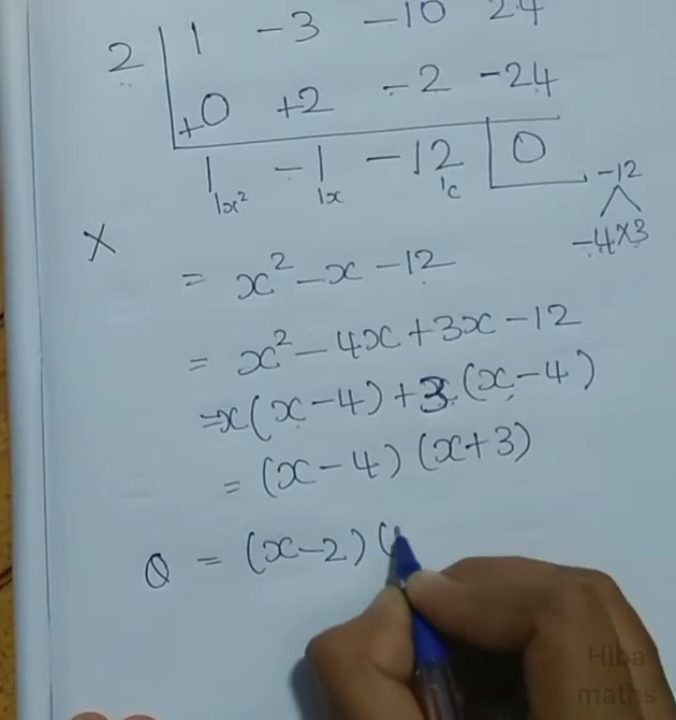 2 | 1 -3 -10 24
+0 +2 -2 -24
1 -1 -12 | 0
1x² 1x 1c
-12
-4×3
X
= x² - x - 12
= x² - 4x + 3x - 12
= x(x - 4) + 3(x - 4)
= (x - 4) (x + 3)
Q = (x - 2) (
Hiba
maths